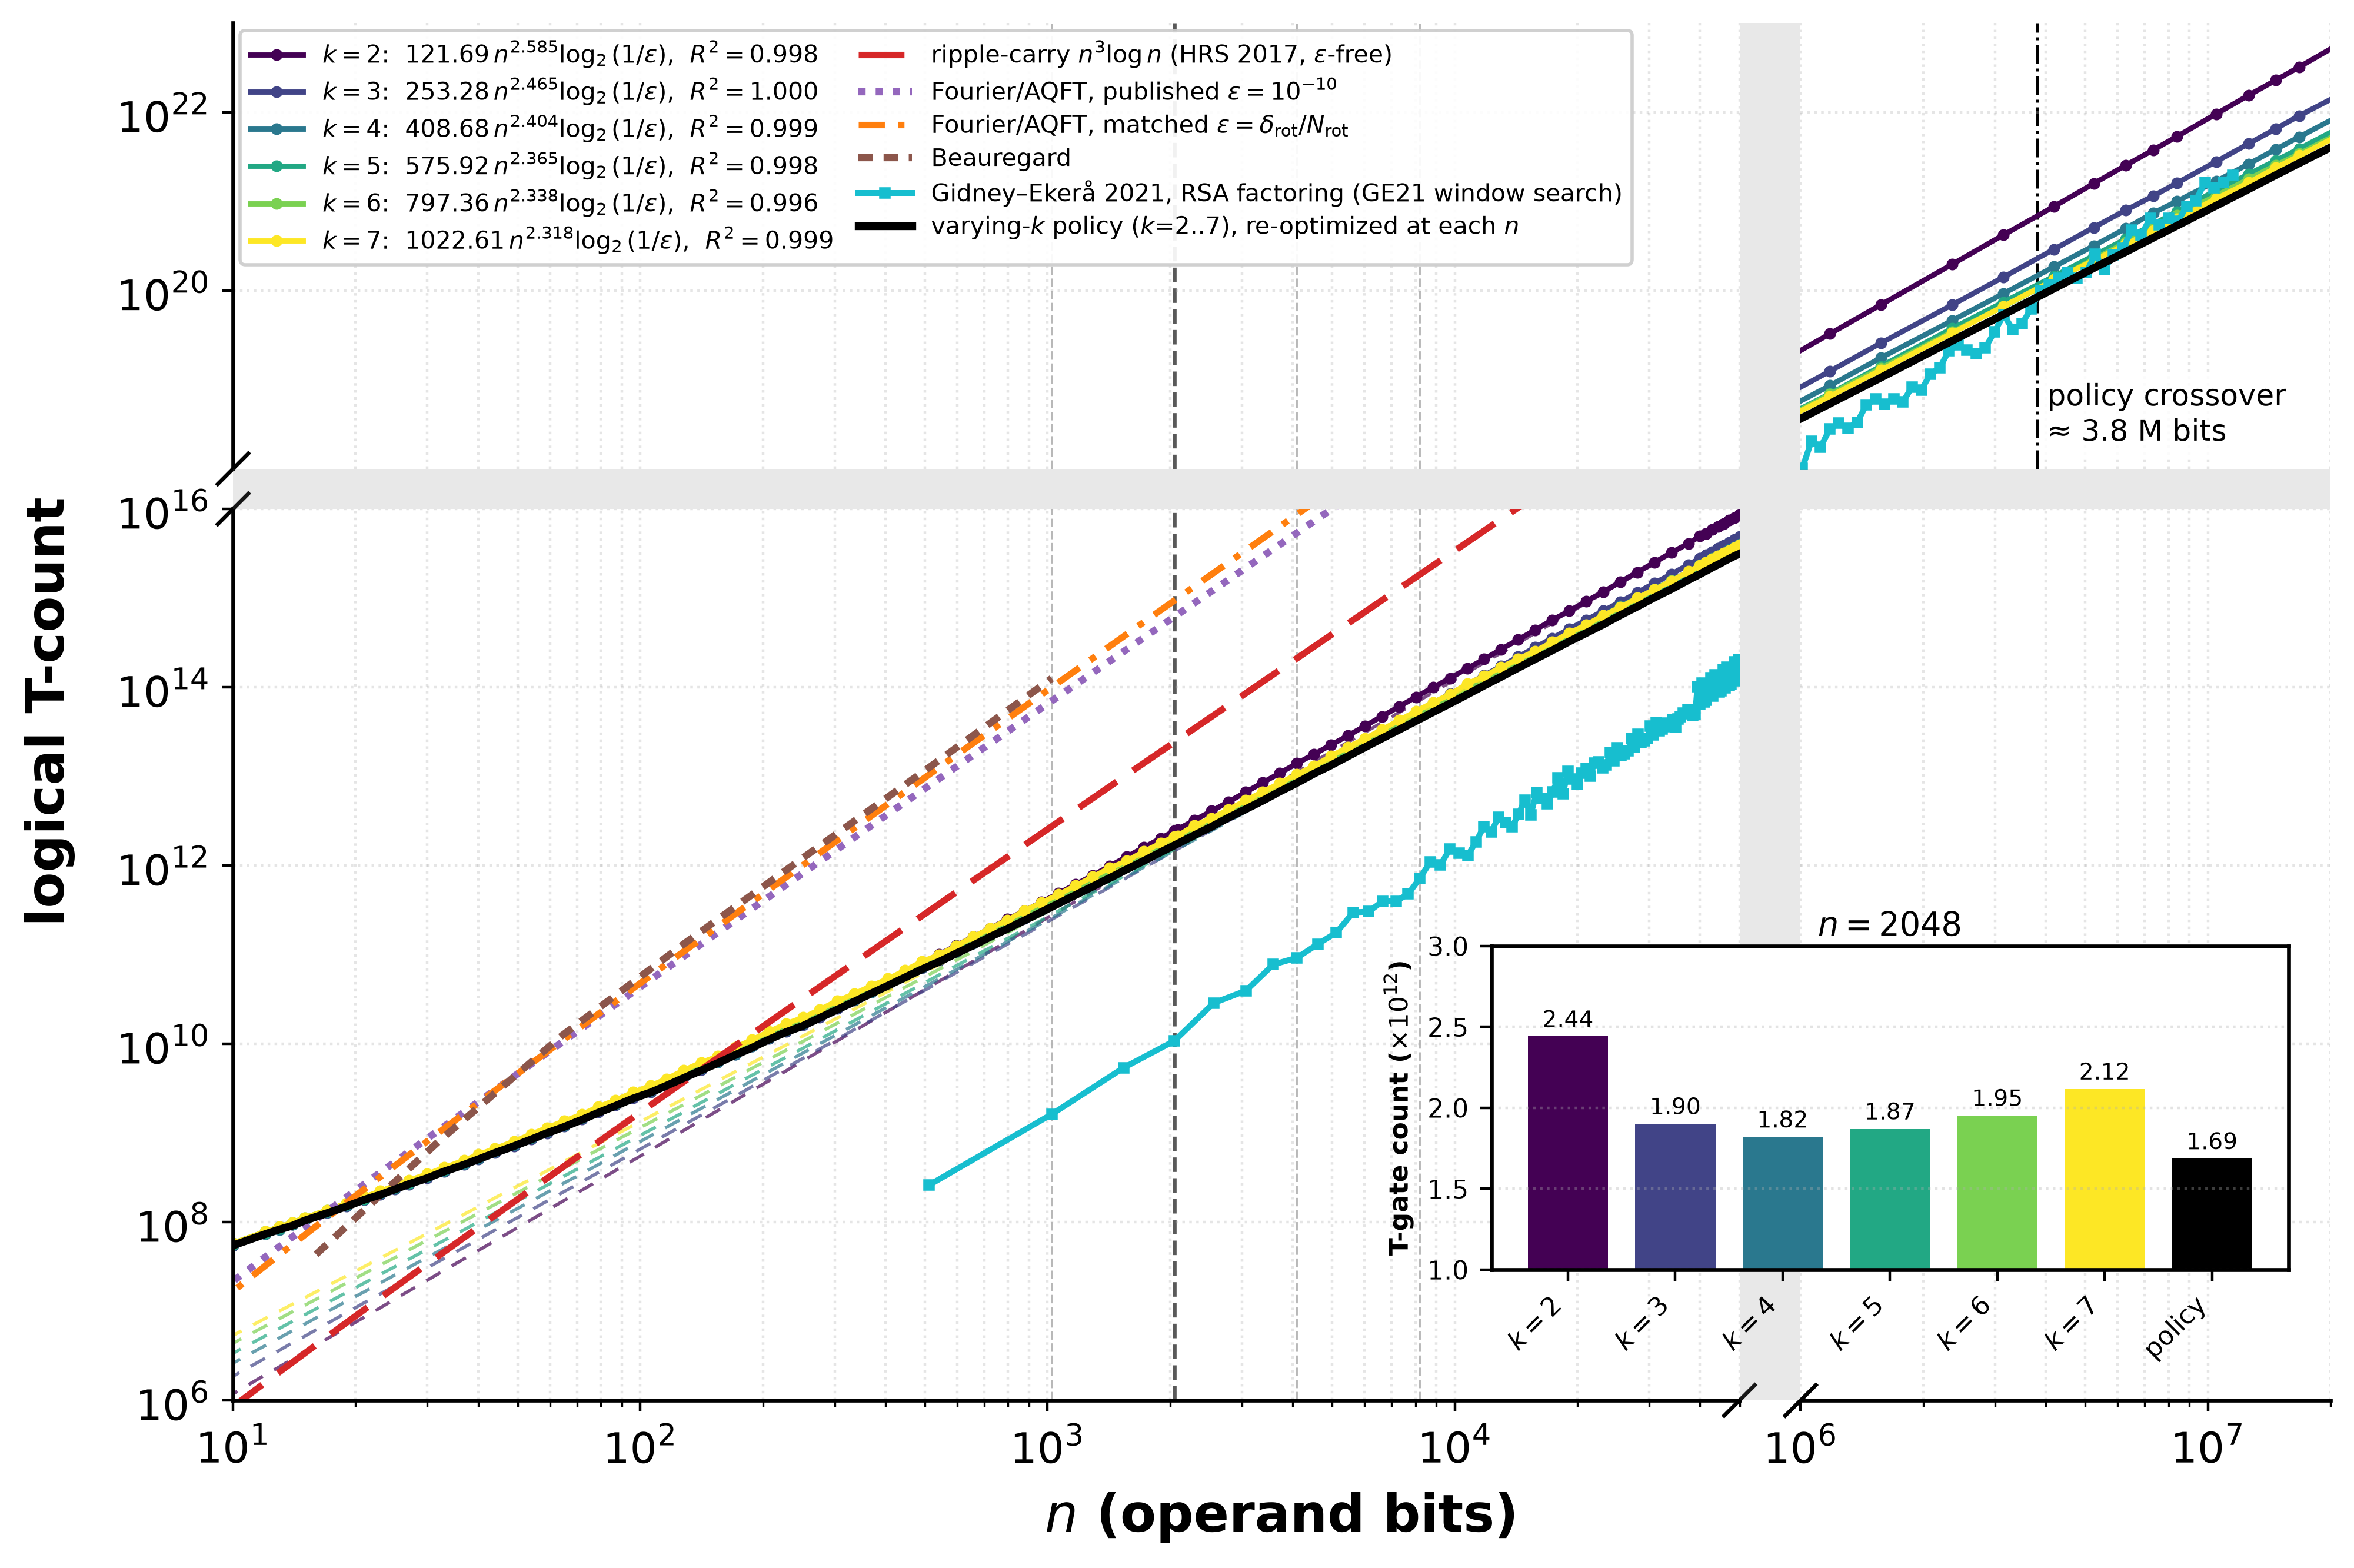 k = 2: 121.69 n^2.585 log₂ (1/ε), R² = 0.998
k = 3: 253.28 n^2.465 log₂ (1/ε), R² = 1.000
k = 4: 408.68 n^2.404 log₂ (1/ε), R² = 0.999
k = 5: 575.92 n^2.365 log₂ (1/ε), R² = 0.998
k = 6: 797.36 n^2.338 log₂ (1/ε), R² = 0.996
k = 7: 1022.61 n^2.318 log₂ (1/ε), R² = 0.999
ripple-carry n³ log n (HRS 2017, ε-free)
Fourier/AQFT, published ε = 10⁻¹⁰
Fourier/AQFT, matched ε = δ_rot/N_rot
Beauregard
Gidney–Ekerå 2021, RSA factoring (GE21 window search)
varying-k policy (k=2..7), re-optimized at each n
10²²
10²⁰
policy crossover
≈ 3.8 M bits
logical T-count
10¹⁶
10¹⁴
10¹²
10¹⁰
10⁸
10⁶
n = 2048
T-gate count (×10¹²)
3.0
2.5
2.0
1.5
1.0
2.44
1.90
1.82
1.87
1.95
2.12
1.69
k = 2
k = 3
k = 4
k = 5
k = 6
k = 7
policy
10¹
10²
10³
10⁴
10⁶
10⁷
n (operand bits)